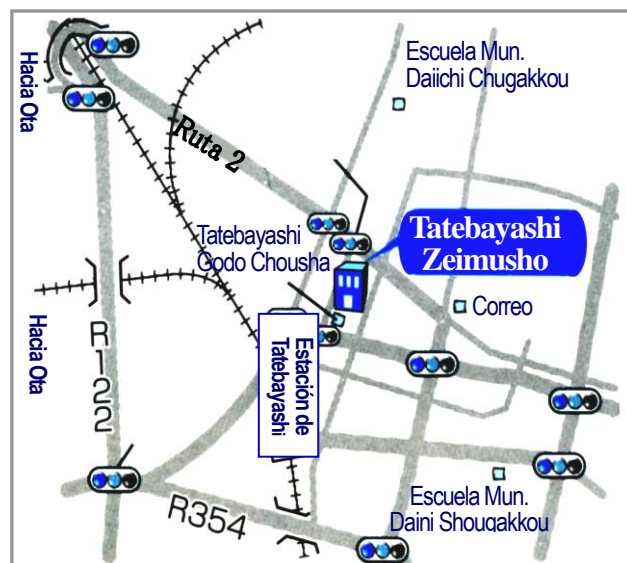 Escuela Mun.
Daiichi Chugakkou
Hacia Ota
Ruta 2
Tatebayashi
Zeimusho
Tatebayashi
Godo Chousha
Correo
Hacia Ota
R122
Estación de
Tatebayashi
Escuela Mun.
Daini Shougakkou
R354